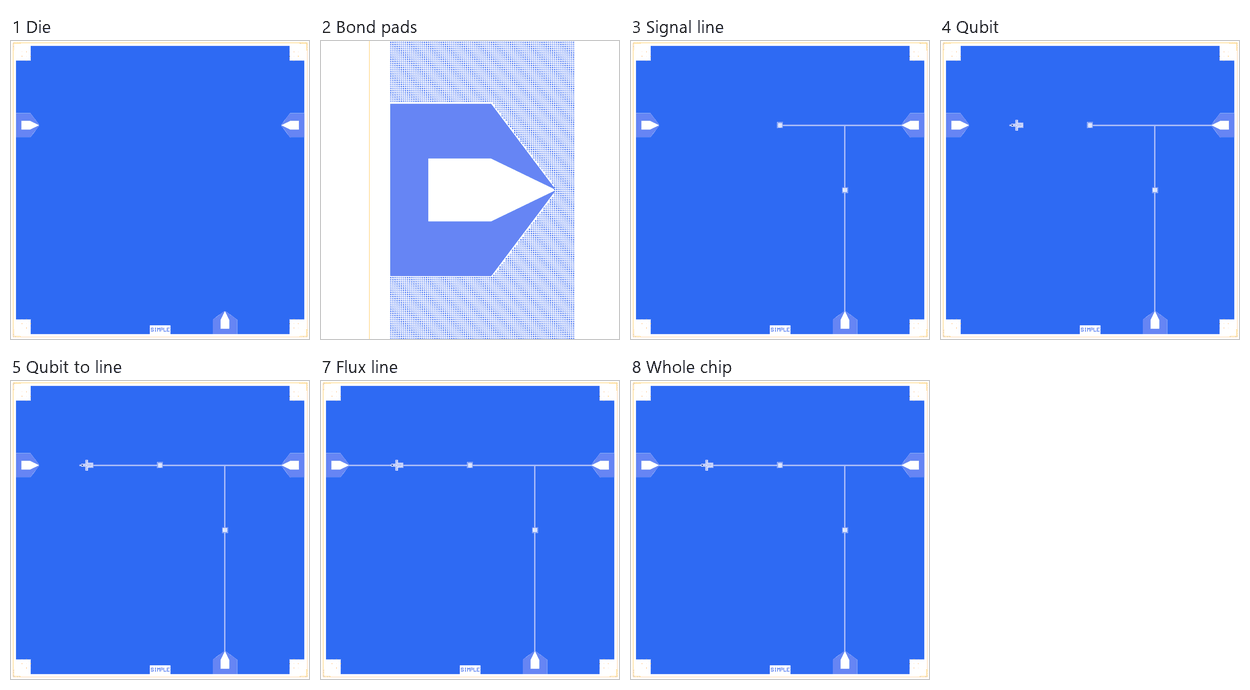 1 Die
2 Bond pads
3 Signal line
4 Qubit
SIMPLE
SIMPLE
SIMPLE
5 Qubit to line
7 Flux line
8 Whole chip
SIMPLE
SIMPLE
SIMPLE